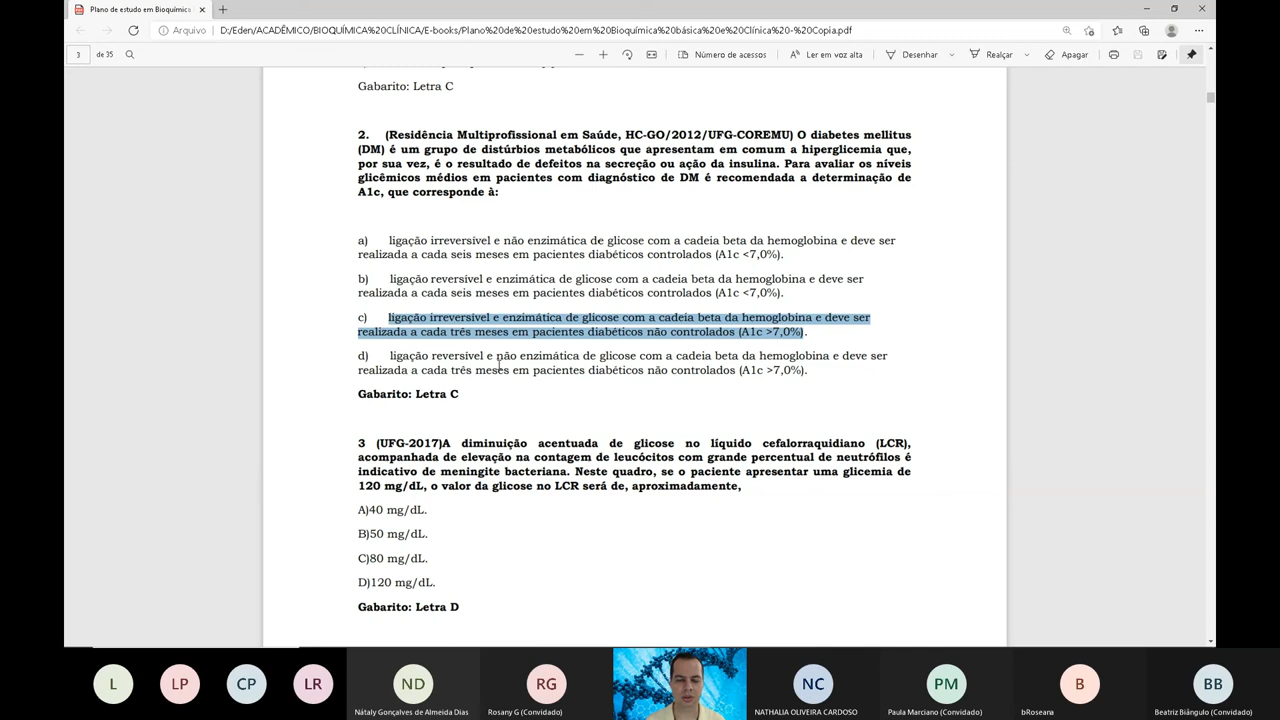 Plano de estudo em Bioquímica
Arquivo
D:/Eden/ACADÊMICO/BIOQUÍMICA%20CLÍNICA/E-books/Plano%20de%20estudo%20em%20Bioquímica%20básica%20e%20Clínica%20-%20Copia.pdf
3 de 35
Número de acessos
Ler em voz alta
Desenhar
Realçar
Apagar
Gabarito: Letra C
2. (Residência Multiprofissional em Saúde, HC-GO/2012/UFG-COREMU) O diabetes mellitus
(DM) é um grupo de distúrbios metabólicos que apresentam em comum a hiperglicemia que,
por sua vez, é o resultado de defeitos na secreção ou ação da insulina. Para avaliar os níveis
glicêmicos médios em pacientes com diagnóstico de DM é recomendada a determinação de
A1c, que corresponde à:
a) ligação irreversível e não enzimática de glicose com a cadeia beta da hemoglobina e deve ser
realizada a cada seis meses em pacientes diabéticos controlados (A1c <7,0%).
b) ligação reversível e enzimática de glicose com a cadeia beta da hemoglobina e deve ser
realizada a cada seis meses em pacientes diabéticos controlados (A1c <7,0%).
c) ligação irreversível e enzimática de glicose com a cadeia beta da hemoglobina e deve ser
realizada a cada três meses em pacientes diabéticos não controlados (A1c >7,0%).
d) ligação reversível e não enzimática de glicose com a cadeia beta da hemoglobina e deve ser
realizada a cada três meses em pacientes diabéticos não controlados (A1c >7,0%).
Gabarito: Letra C
3 (UFG-2017)A diminuição acentuada de glicose no líquido cefalorraquidiano (LCR),
acompanhada de elevação na contagem de leucócitos com grande percentual de neutrófilos é
indicativo de meningite bacteriana. Neste quadro, se o paciente apresentar uma glicemia de
120 mg/dL, o valor da glicose no LCR será de, aproximadamente,
A)40 mg/dL.
B)50 mg/dL.
C)80 mg/dL.
D)120 mg/dL.
Gabarito: Letra D
L
LP
CP
LR
ND
RG
NC
PM
B
BB
Nátaly Gonçalves de Almeida Dias
Rosany G (Convidado)
NATHALIA OLIVEIRA CARDOSO
Paula Marciano (Convidado)
bRoseana
Beatriz Biângulo (Convidado)